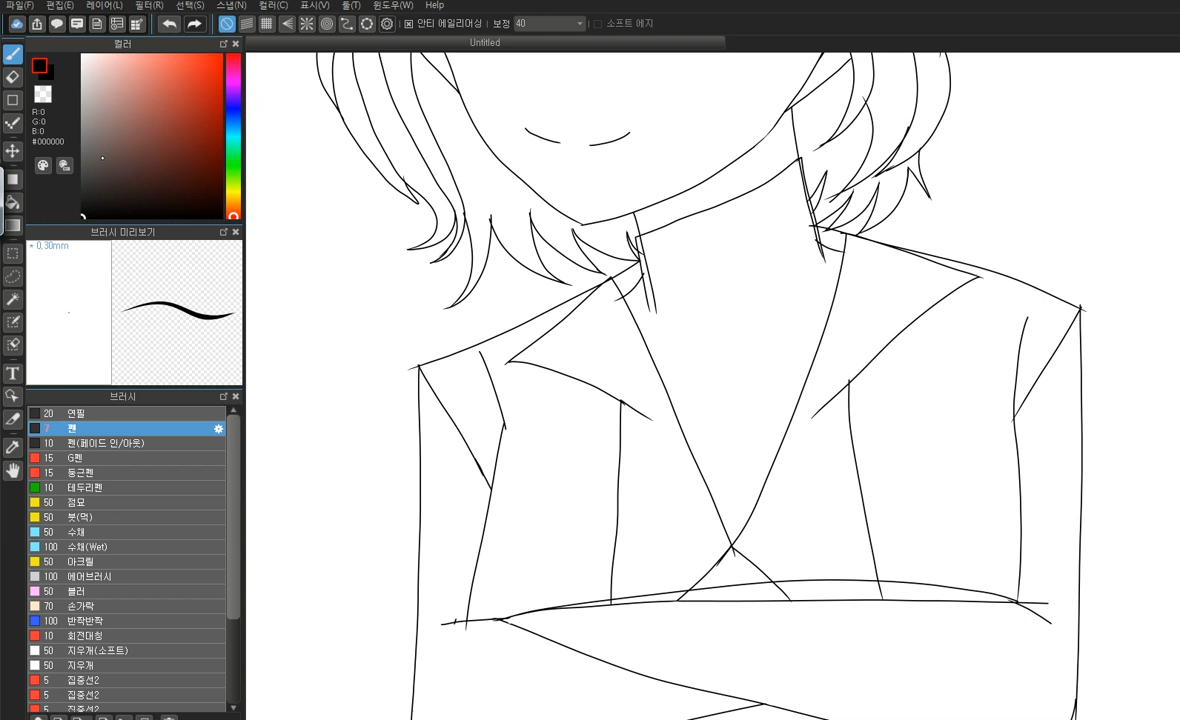 파일(F) 편집(E) 레이어(L) 필터(R) 선택(S) 스냅(N) 컬러(C) 표시(V) 툴(T) 윈도우(W) Help
안티 에일리어싱 보정 40 소프트 에지
컬러
Untitled
R:0
G:0
B:0
#000000
브러시 미리보기
* 0.30mm
브러시
20 연필
7 펜
10 펜(페이드 인/아웃)
15 G펜
15 둥근펜
10 테두리펜
50 점묘
50 붓(먹)
50 수채
100 수채(Wet)
50 아크릴
100 에어브러시
50 블러
70 손가락
100 반짝반짝
10 회전대칭
50 지우개(소프트)
50 지우개
5 집중선2
5 집중선2
5 집중선2